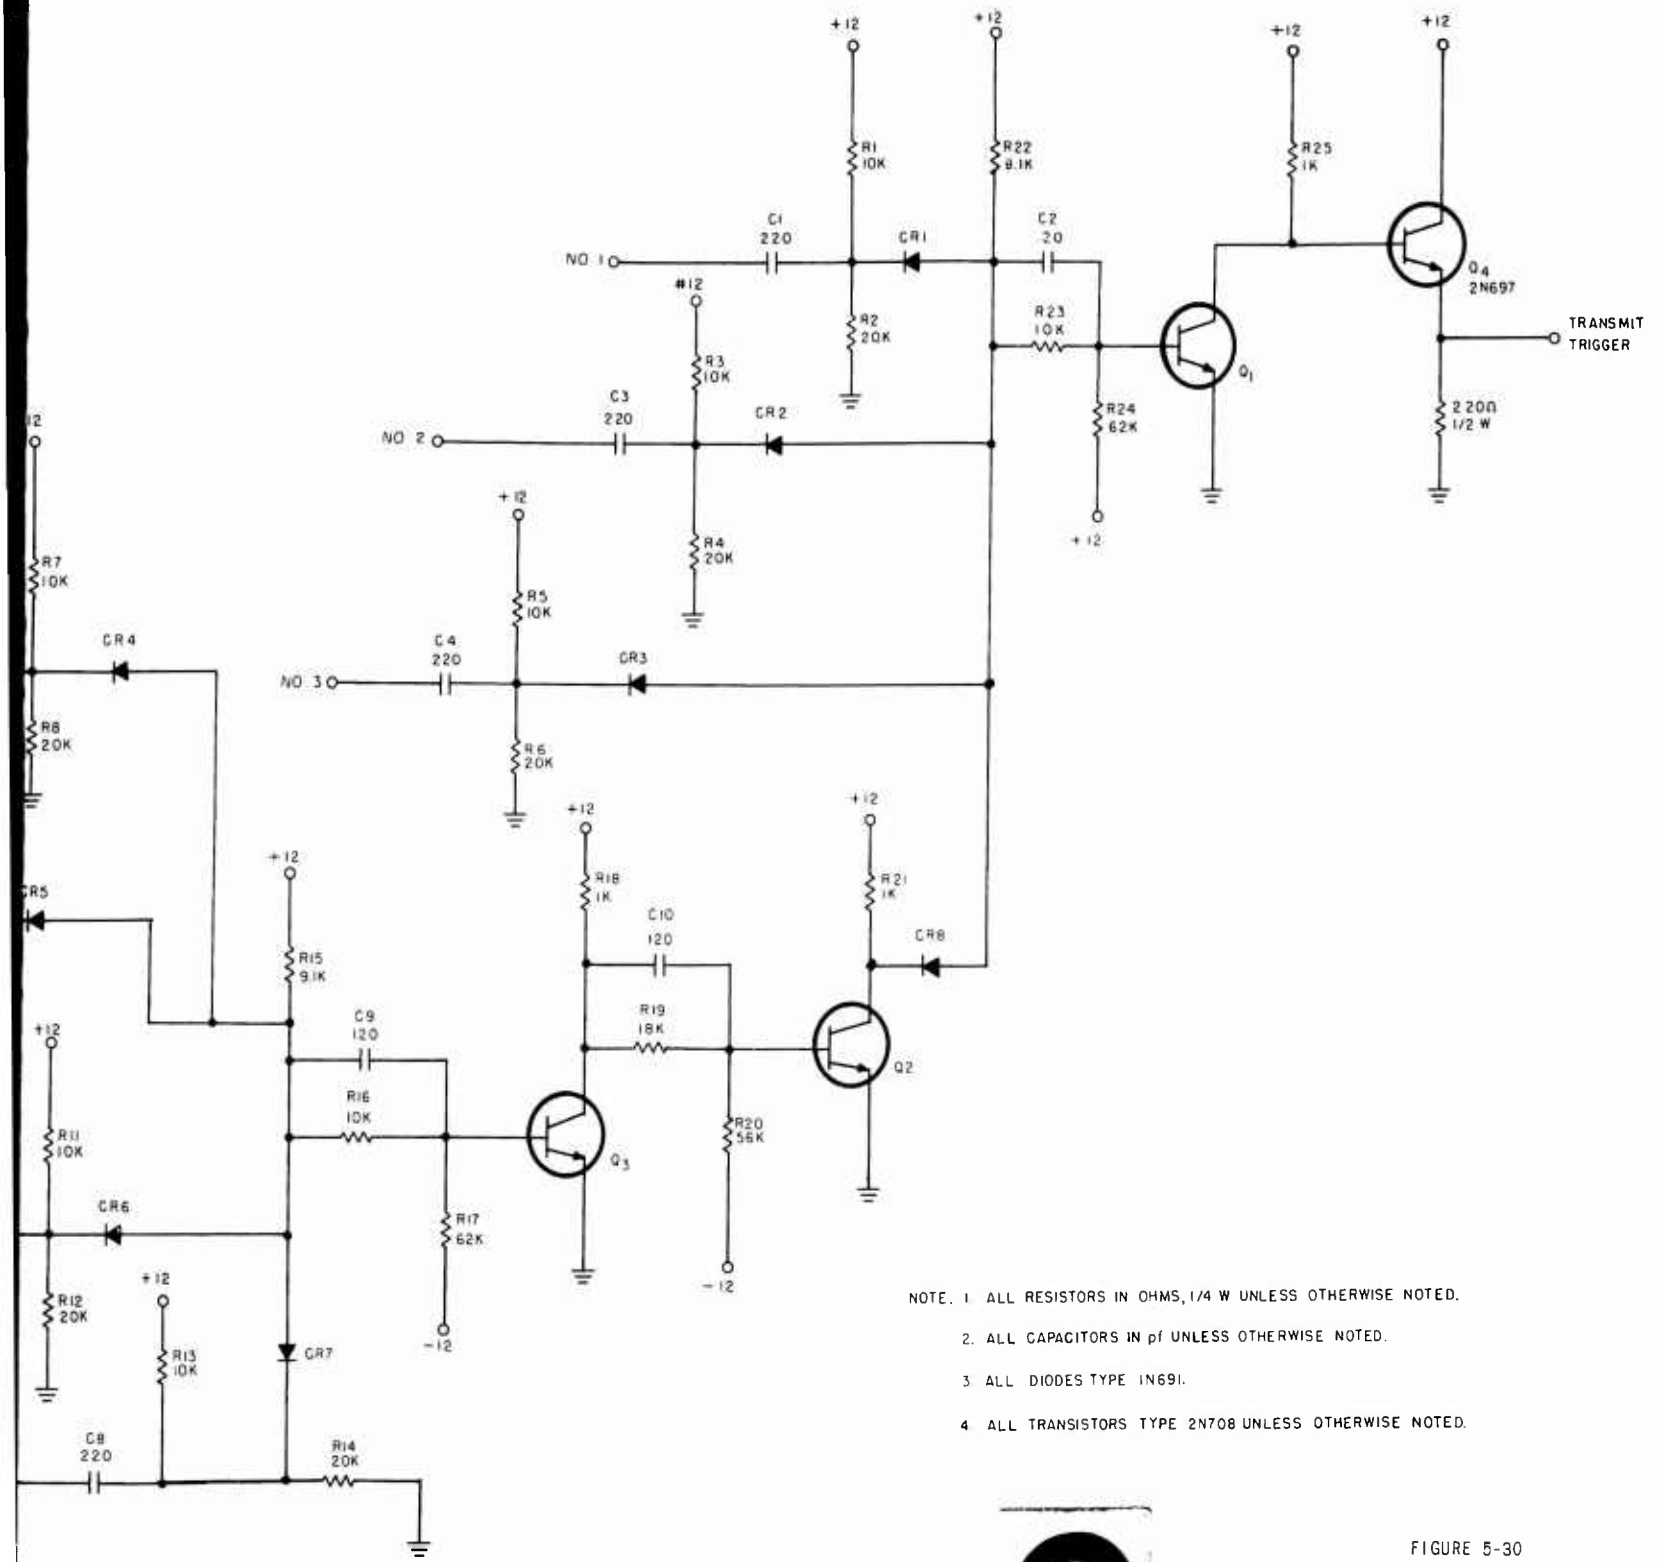 +12
+12
+12
+12
R1
10K
R22
9.1K
R25
1K
C1
220
CR1
C2
20
NO 1
#12
Q4
2N697
R23
10K
R2
20K
TRANSMIT
TRIGGER
R3
10K
Q1
C3
220
CR2
R24
62K
220Ω
1/2 W
12
NO 2
+12
+12
R4
20K
R7
10K
R5
10K
CR4
C4
220
CR3
NO 3
R8
20K
R6
20K
+12
+12
+12
R18
1K
R21
1K
CR5
C10
120
CR8
R15
9.1K
R19
18K
+12
C9
120
Q2
R16
10K
R20
56K
R11
10K
Q3
CR6
R17
62K
+12
-12
-12
R12
20K
R13
10K
CR7
C8
220
R14
20K
NOTE. 1 ALL RESISTORS IN OHMS, 1/4 W UNLESS OTHERWISE NOTED.
2. ALL CAPACITORS IN pf UNLESS OTHERWISE NOTED.
3 ALL DIODES TYPE 1N691.
4 ALL TRANSISTORS TYPE 2N708 UNLESS OTHERWISE NOTED.
FIGURE 5-30